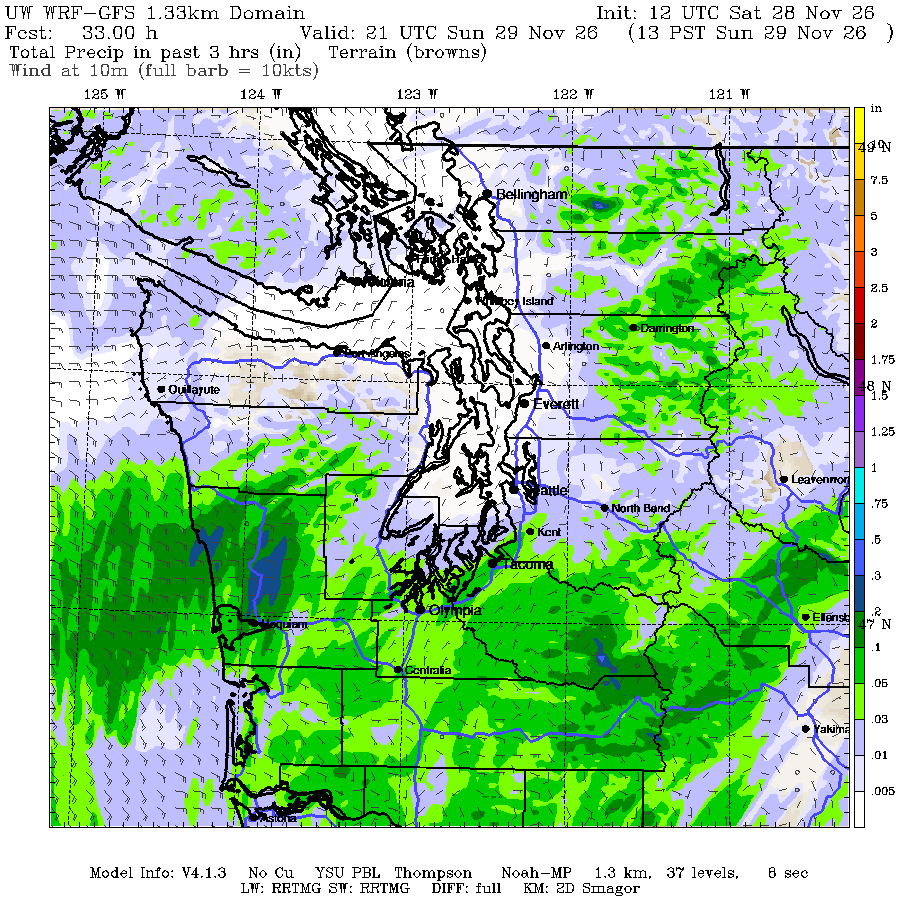 UW WRF-GFS 1.33km Domain Init: 12 UTC Sat 28 Nov 26
Fcst: 33.00 h Valid: 21 UTC Sun 29 Nov 26 (13 PST Sun 29 Nov 26 )
Total Precip in past 3 hrs (in) Terrain (browns)
Wind at 10m (full barb = 10kts)
125 W 124 W 123 W 122 W 121 W
in
49 N
7.5
Bellingham
5
3
Victoria
2.5
Whidbey Island
2
Darrington
Arlington
Port Angeles
1.75
48 N
Quillayute
1.5
Everett
1.25
1
Leavenwor
Seattle
.75
North Bend
Kent
.5
Tacoma
.3
Olympia
.2
Ellensb
Hoquiam
47 N
.1
Centralia
.05
.03
Yakima
.01
.005
Astoria
Model Info: V4.1.3 No Cu YSU PBL Thompson Noah-MP 1.3 km, 37 levels, 8 sec
LW: RRTMG SW: RRTMG DIFF: full KM: 2D Smagor